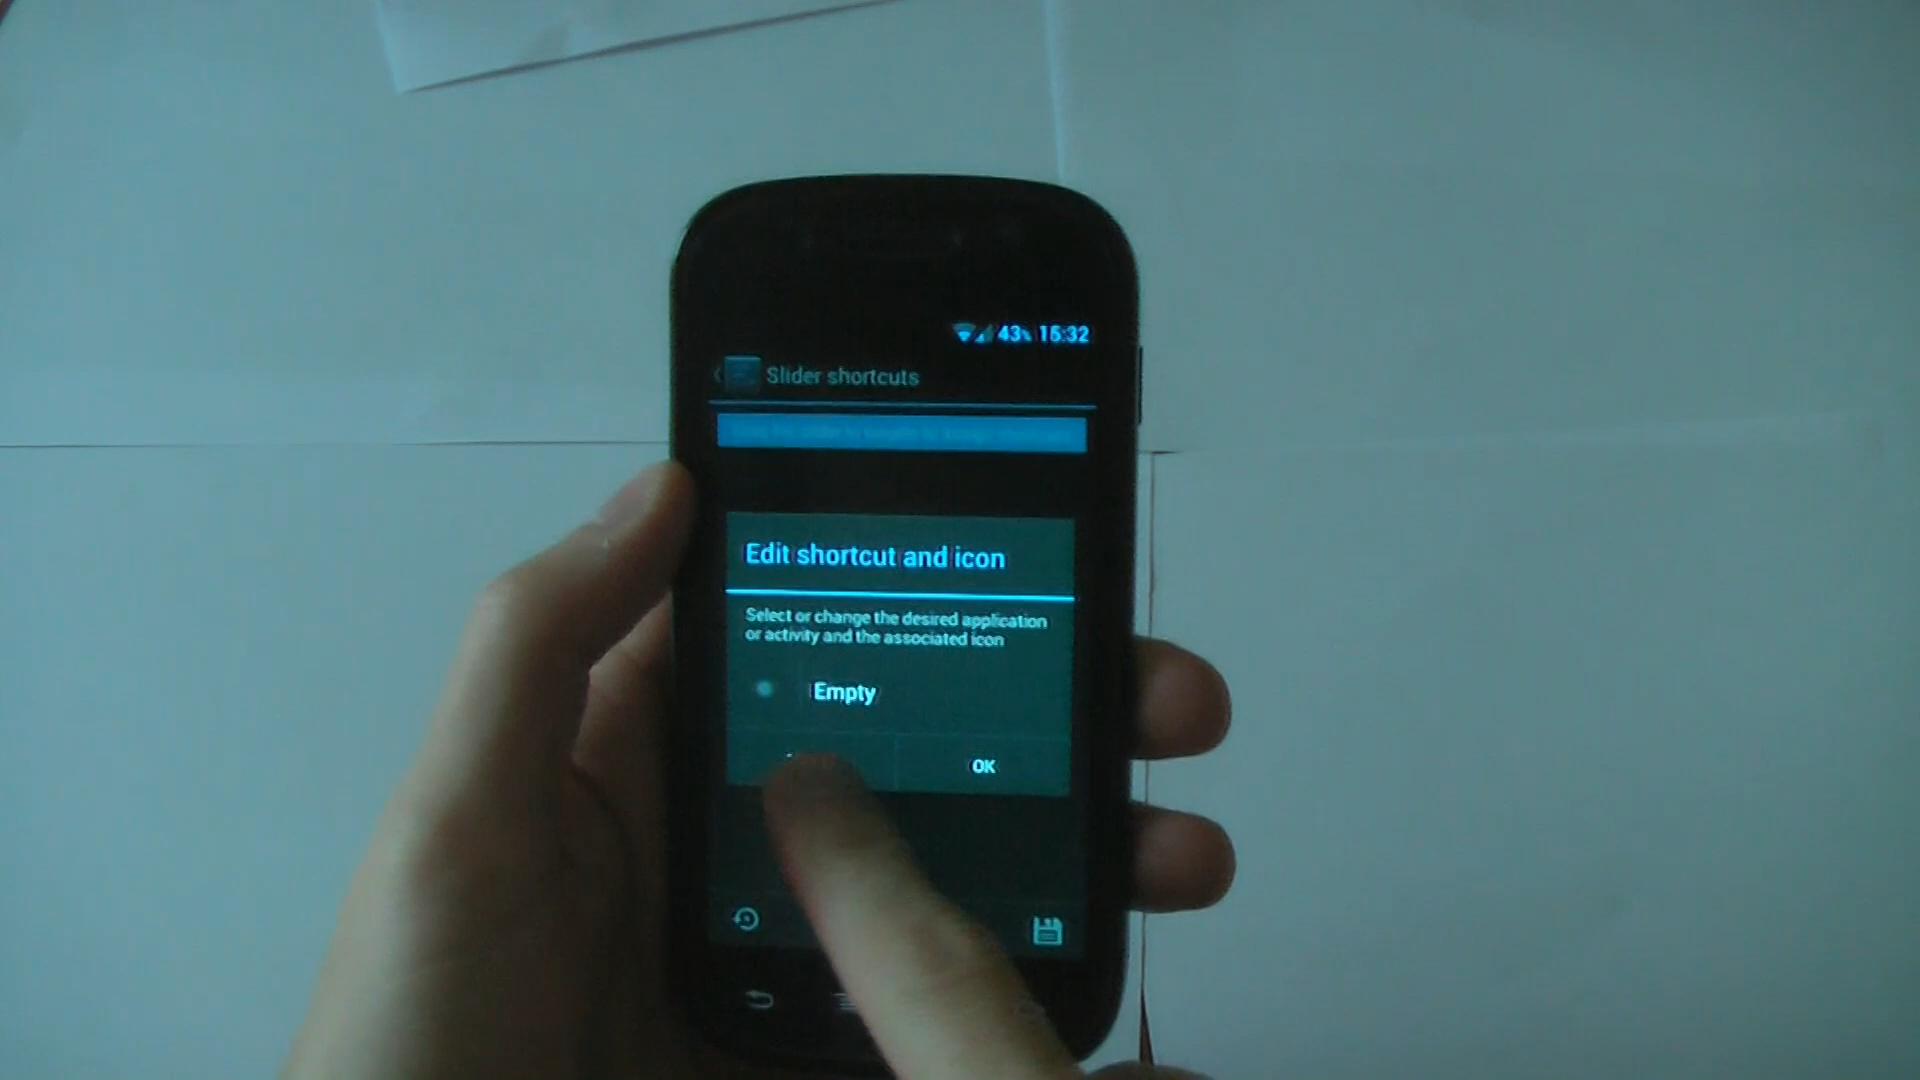 43% 15:32
Slider shortcuts
Edit shortcut and icon
Select or change the desired application
or activity and the associated icon
Empty
OK